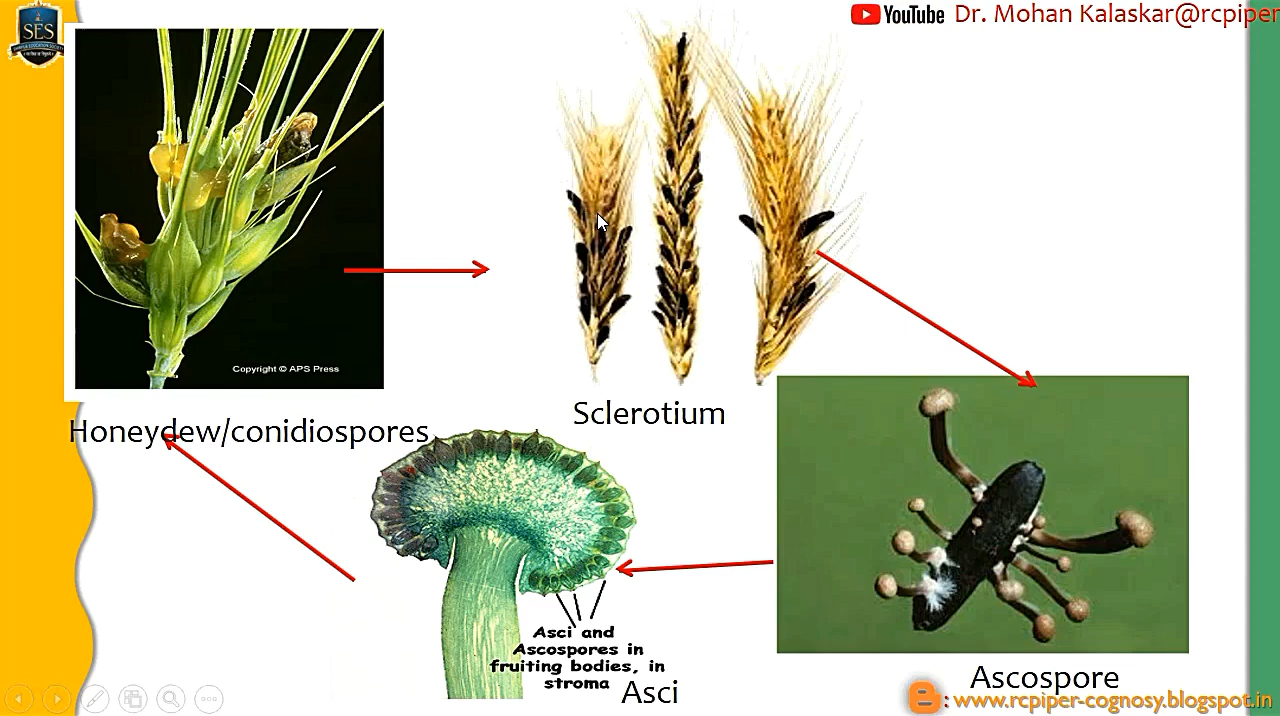 SES
YouTube Dr. Mohan Kalaskar@rcpiper
Copyright © APS Press
Honeydew/conidiospores
Sclerotium
Asci and
Ascospores in
fruiting bodies, in
stroma
Asci
Ascospore
: www.rcpiper-cognosy.blogspot.in